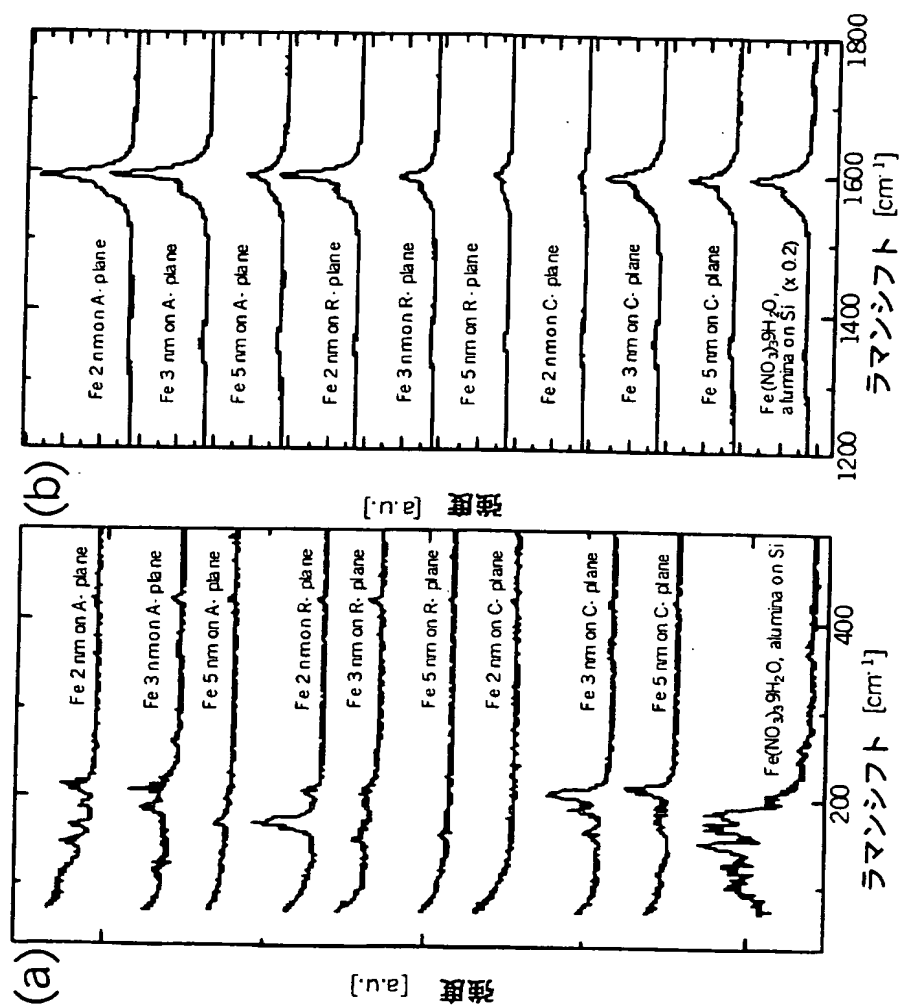 (a)
強度 [a.u.]
Fe 2 nm on A-plane
Fe 3 nm on A-plane
Fe 5 nm on A-plane
Fe 2 nm on R-plane
Fe 3 nm on R-plane
Fe 5 nm on R-plane
Fe 2 nm on C-plane
Fe 3 nm on C-plane
Fe 5 nm on C-plane
Fe(NO₃)₃9H₂O, alumina on Si
200 400
ラマンシフト [cm⁻¹]
(b)
強度 [a.u.]
Fe 2 nm on A-plane
Fe 3 nm on A-plane
Fe 5 nm on A-plane
Fe 2 nm on R-plane
Fe 3 nm on R-plane
Fe 5 nm on R-plane
Fe 2 nm on C-plane
Fe 3 nm on C-plane
Fe 5 nm on C-plane
Fe(NO₃)₃9H₂O,
alumina on Si (x 0.2)
1200 1400 1600 1800
ラマンシフト [cm⁻¹]